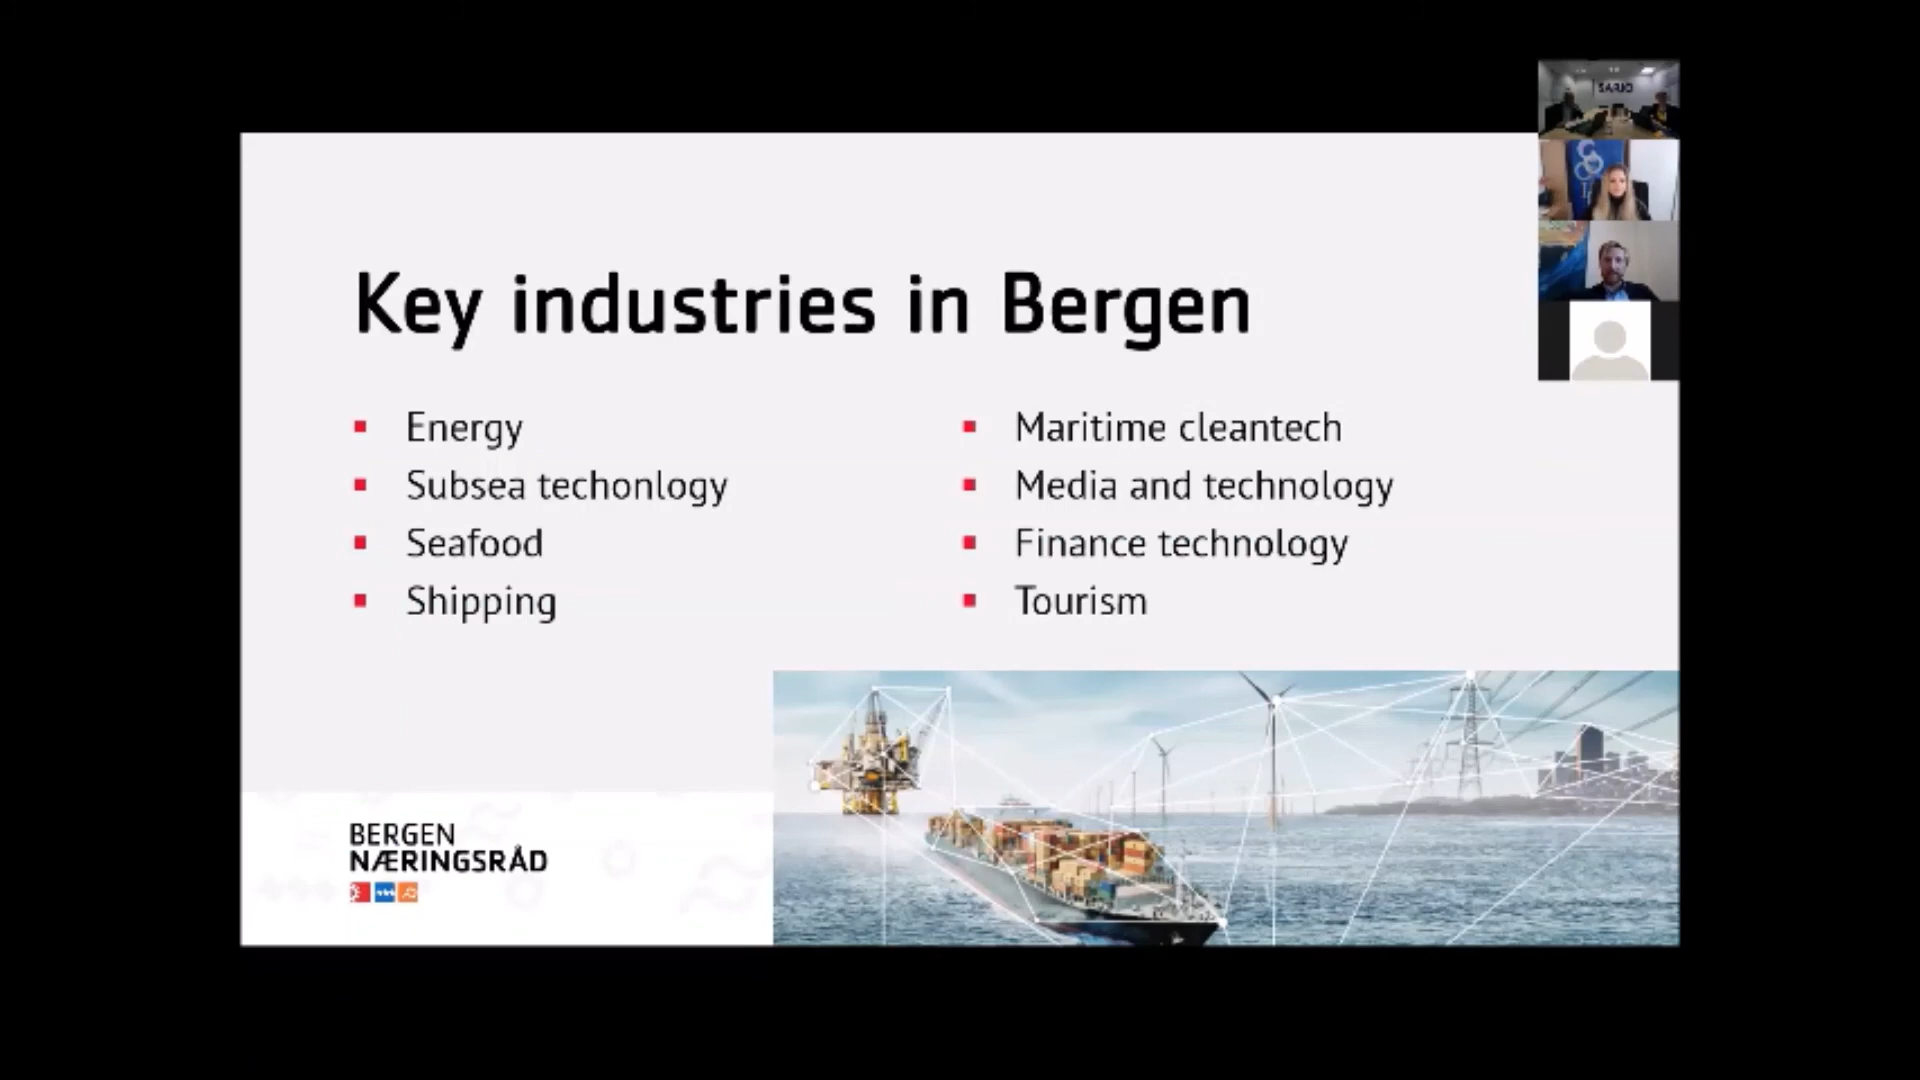 SARIO
Key industries in Bergen
Energy
Subsea techonlogy
Seafood
Shipping
Maritime cleantech
Media and technology
Finance technology
Tourism
BERGEN
NÆRINGSRÅD